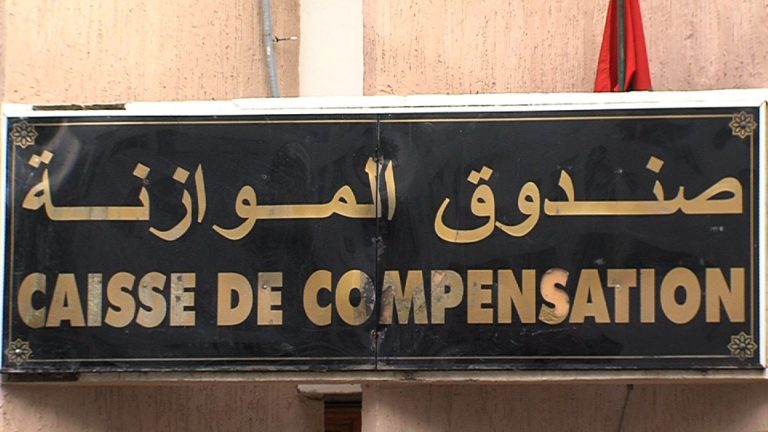 صندوق الموازنة
CAISSE DE COMPENSATION